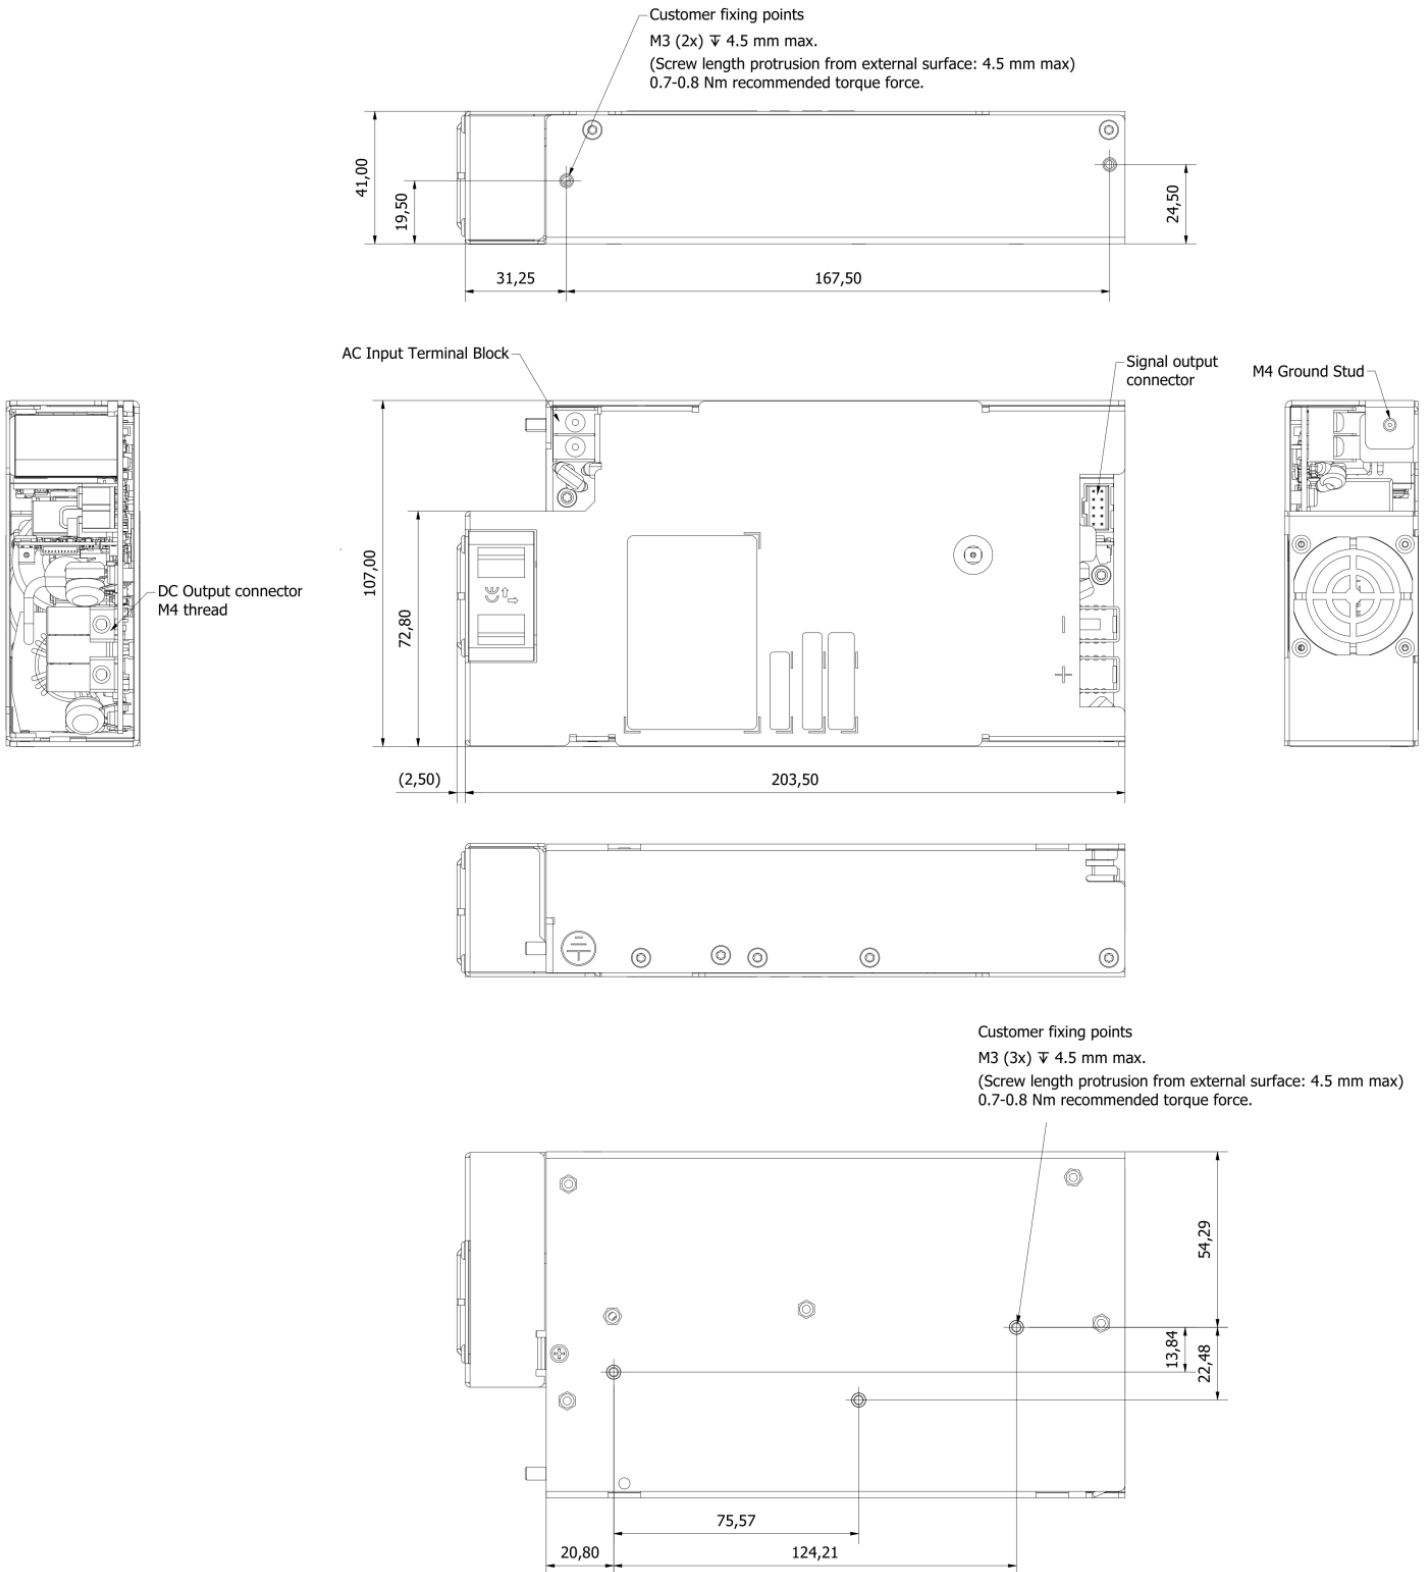 Customer fixing points
M3 (2x) ↧ 4.5 mm max.
(Screw length protrusion from external surface: 4.5 mm max)
0.7-0.8 Nm recommended torque force.
41,00
19,50
24,50
31,25
167,50
AC Input Terminal Block
Signal output
connector
M4 Ground Stud
DC Output connector
M4 thread
107,00
72,80
CE
−
+
(2,50)
203,50
Customer fixing points
M3 (3x) ↧ 4.5 mm max.
(Screw length protrusion from external surface: 4.5 mm max)
0.7-0.8 Nm recommended torque force.
54,29
13,84
22,48
75,57
20,80
124,21